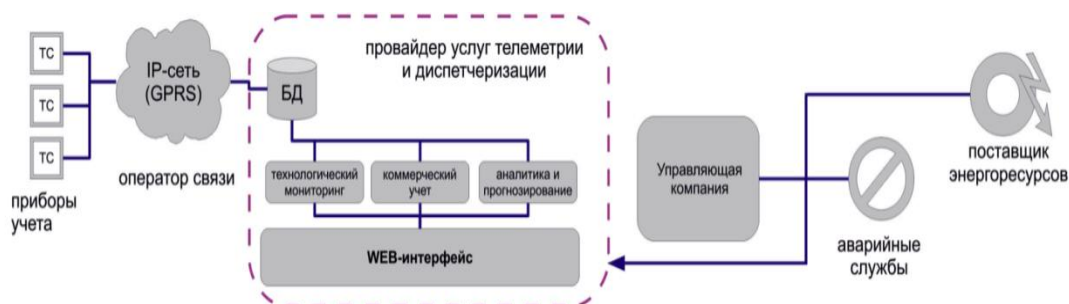 ТС
ТС
ТС
приборы
учета
IP-сеть
(GPRS)
оператор связи
провайдер услуг телеметрии
и диспетчеризации
БД
технологический
мониторинг
коммерческий
учет
аналитика и
прогнозирование
WEB-интерфейс
Управляющая
компания
поставщик
энергоресурсов
аварийные
службы